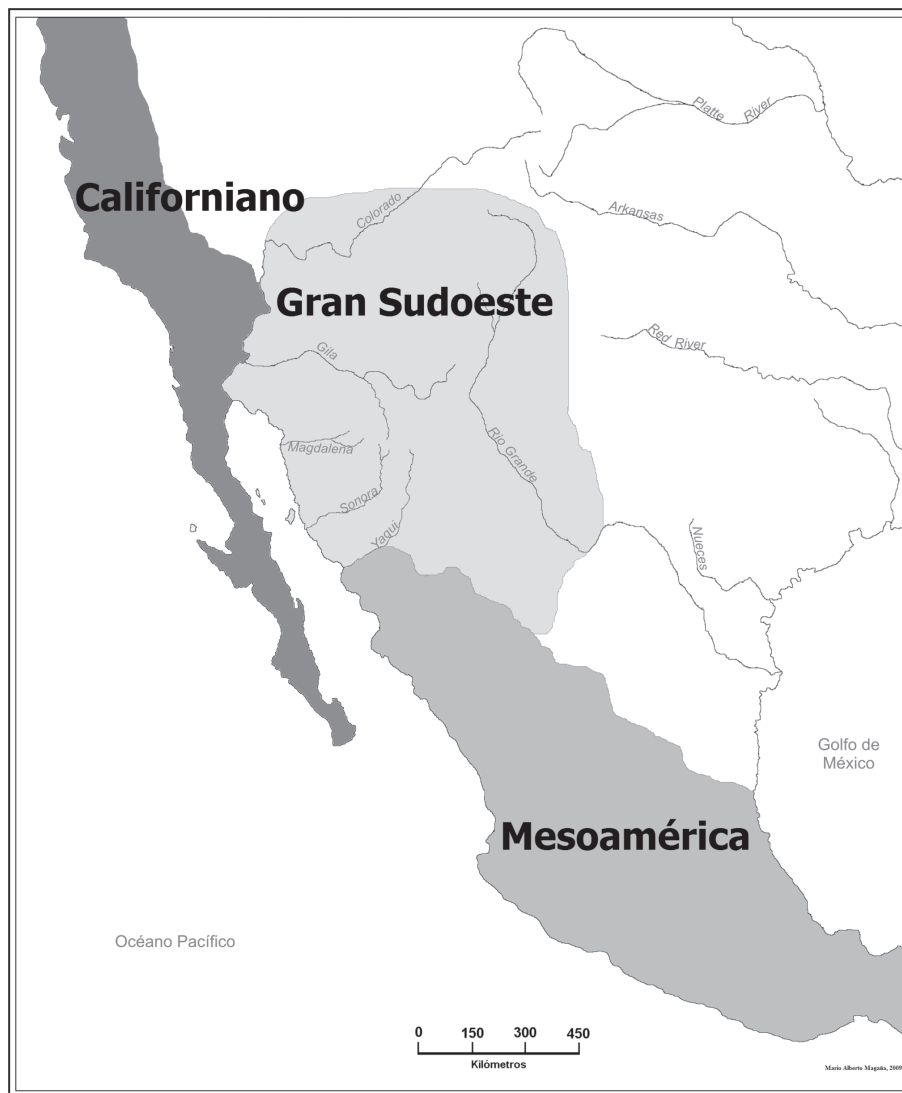 Platte River
Californiano
Colorado
Arkansas
Gran Sudoeste
Red River
Gila
Rio Grande
Magdalena
Sonora
Yaqui
Nueces
Golfo de
México
Mesoamérica
Océano Pacífico
0 150 300 450
Kilómetros
Mario Alberto Magaña, 2009